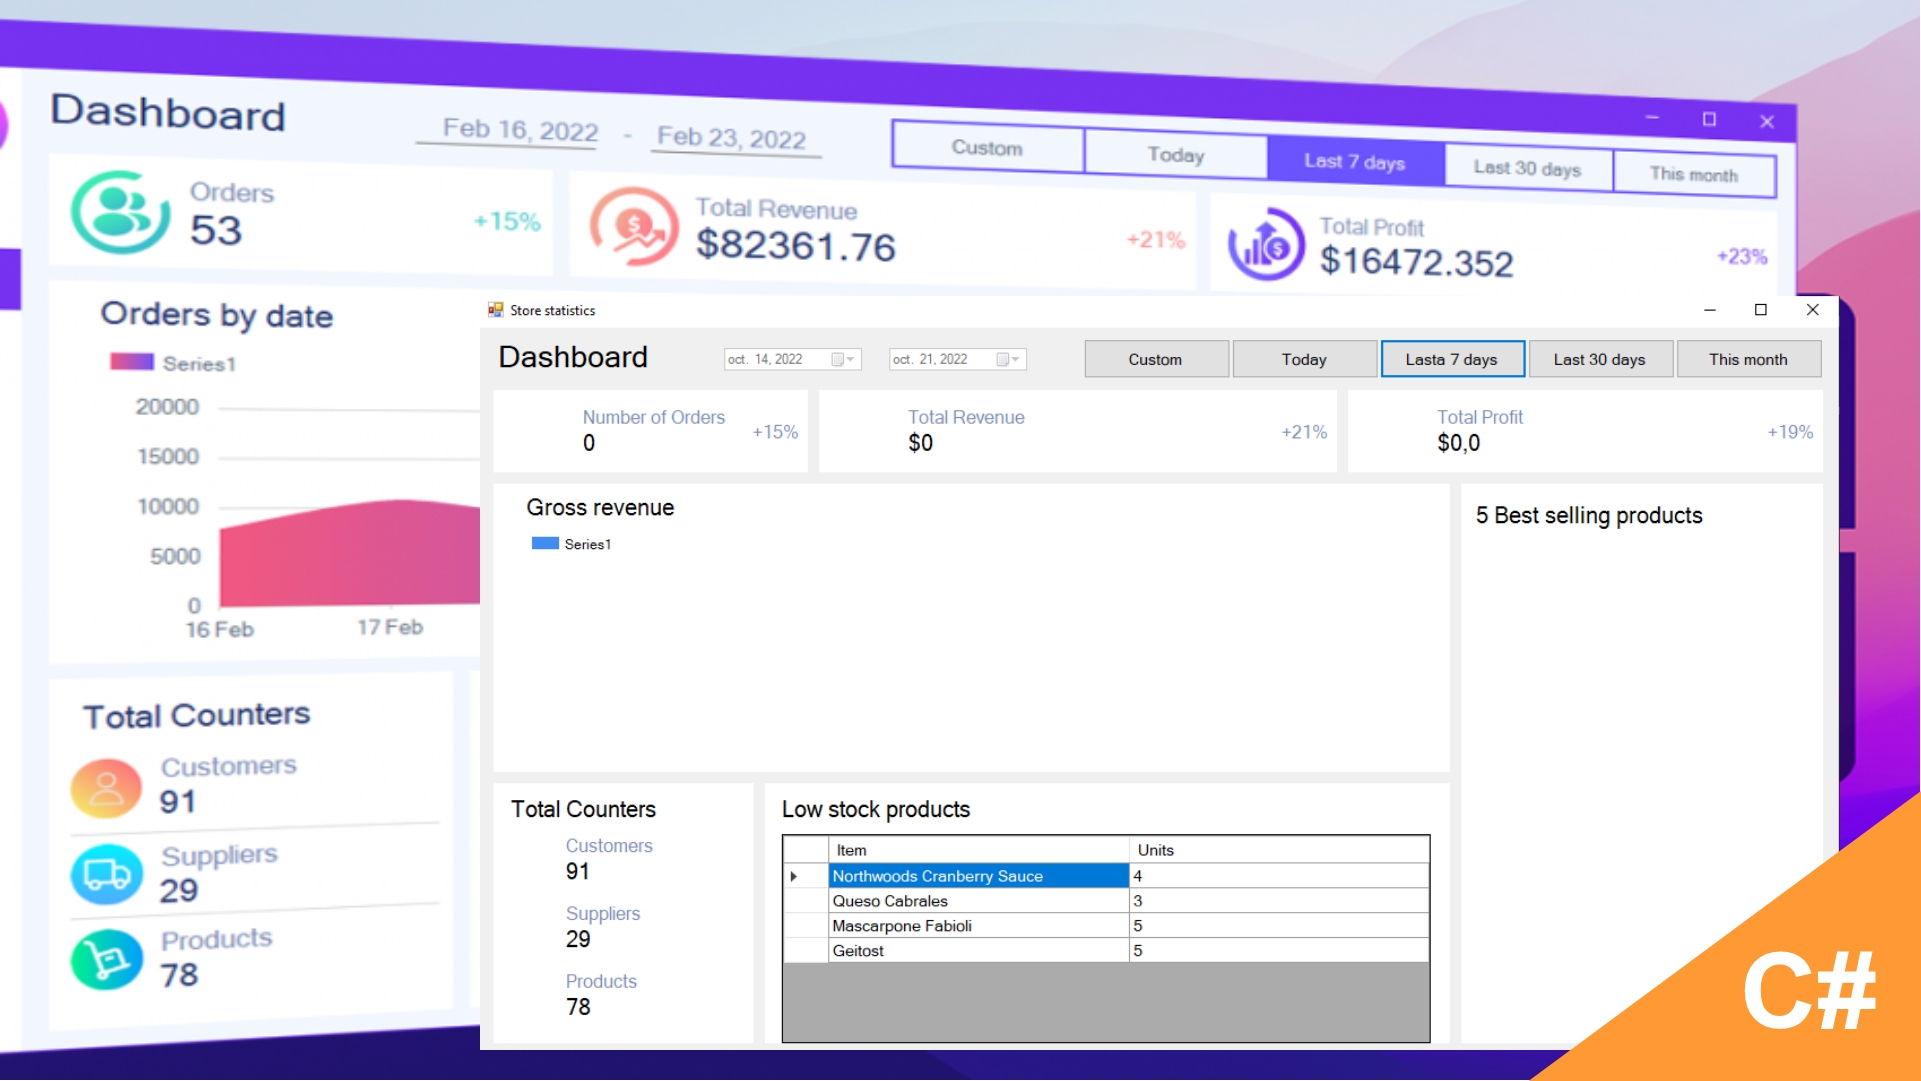 Dashboard
Feb 16, 2022 - Feb 23, 2022
Custom
Today
Last 7 days
Last 30 days
This month
Orders
53
+15%
Total Revenue
$82361.76
+21%
Total Profit
$16472.352
+23%
Orders by date
Series1
20000
15000
10000
5000
0
16 Feb
17 Feb
Total Counters
Customers
91
Suppliers
29
Products
78
Store statistics
Dashboard
oct. 14, 2022
oct. 21, 2022
Custom
Today
Lasta 7 days
Last 30 days
This month
Number of Orders
0
+15%
Total Revenue
$0
+21%
Total Profit
$0,0
+19%
Gross revenue
Series1
5 Best selling products
Total Counters
Customers
91
Suppliers
29
Products
78
Low stock products
Item Units
Northwoods Cranberry Sauce 4
Queso Cabrales 3
Mascarpone Fabioli 5
Geitost 5
C#